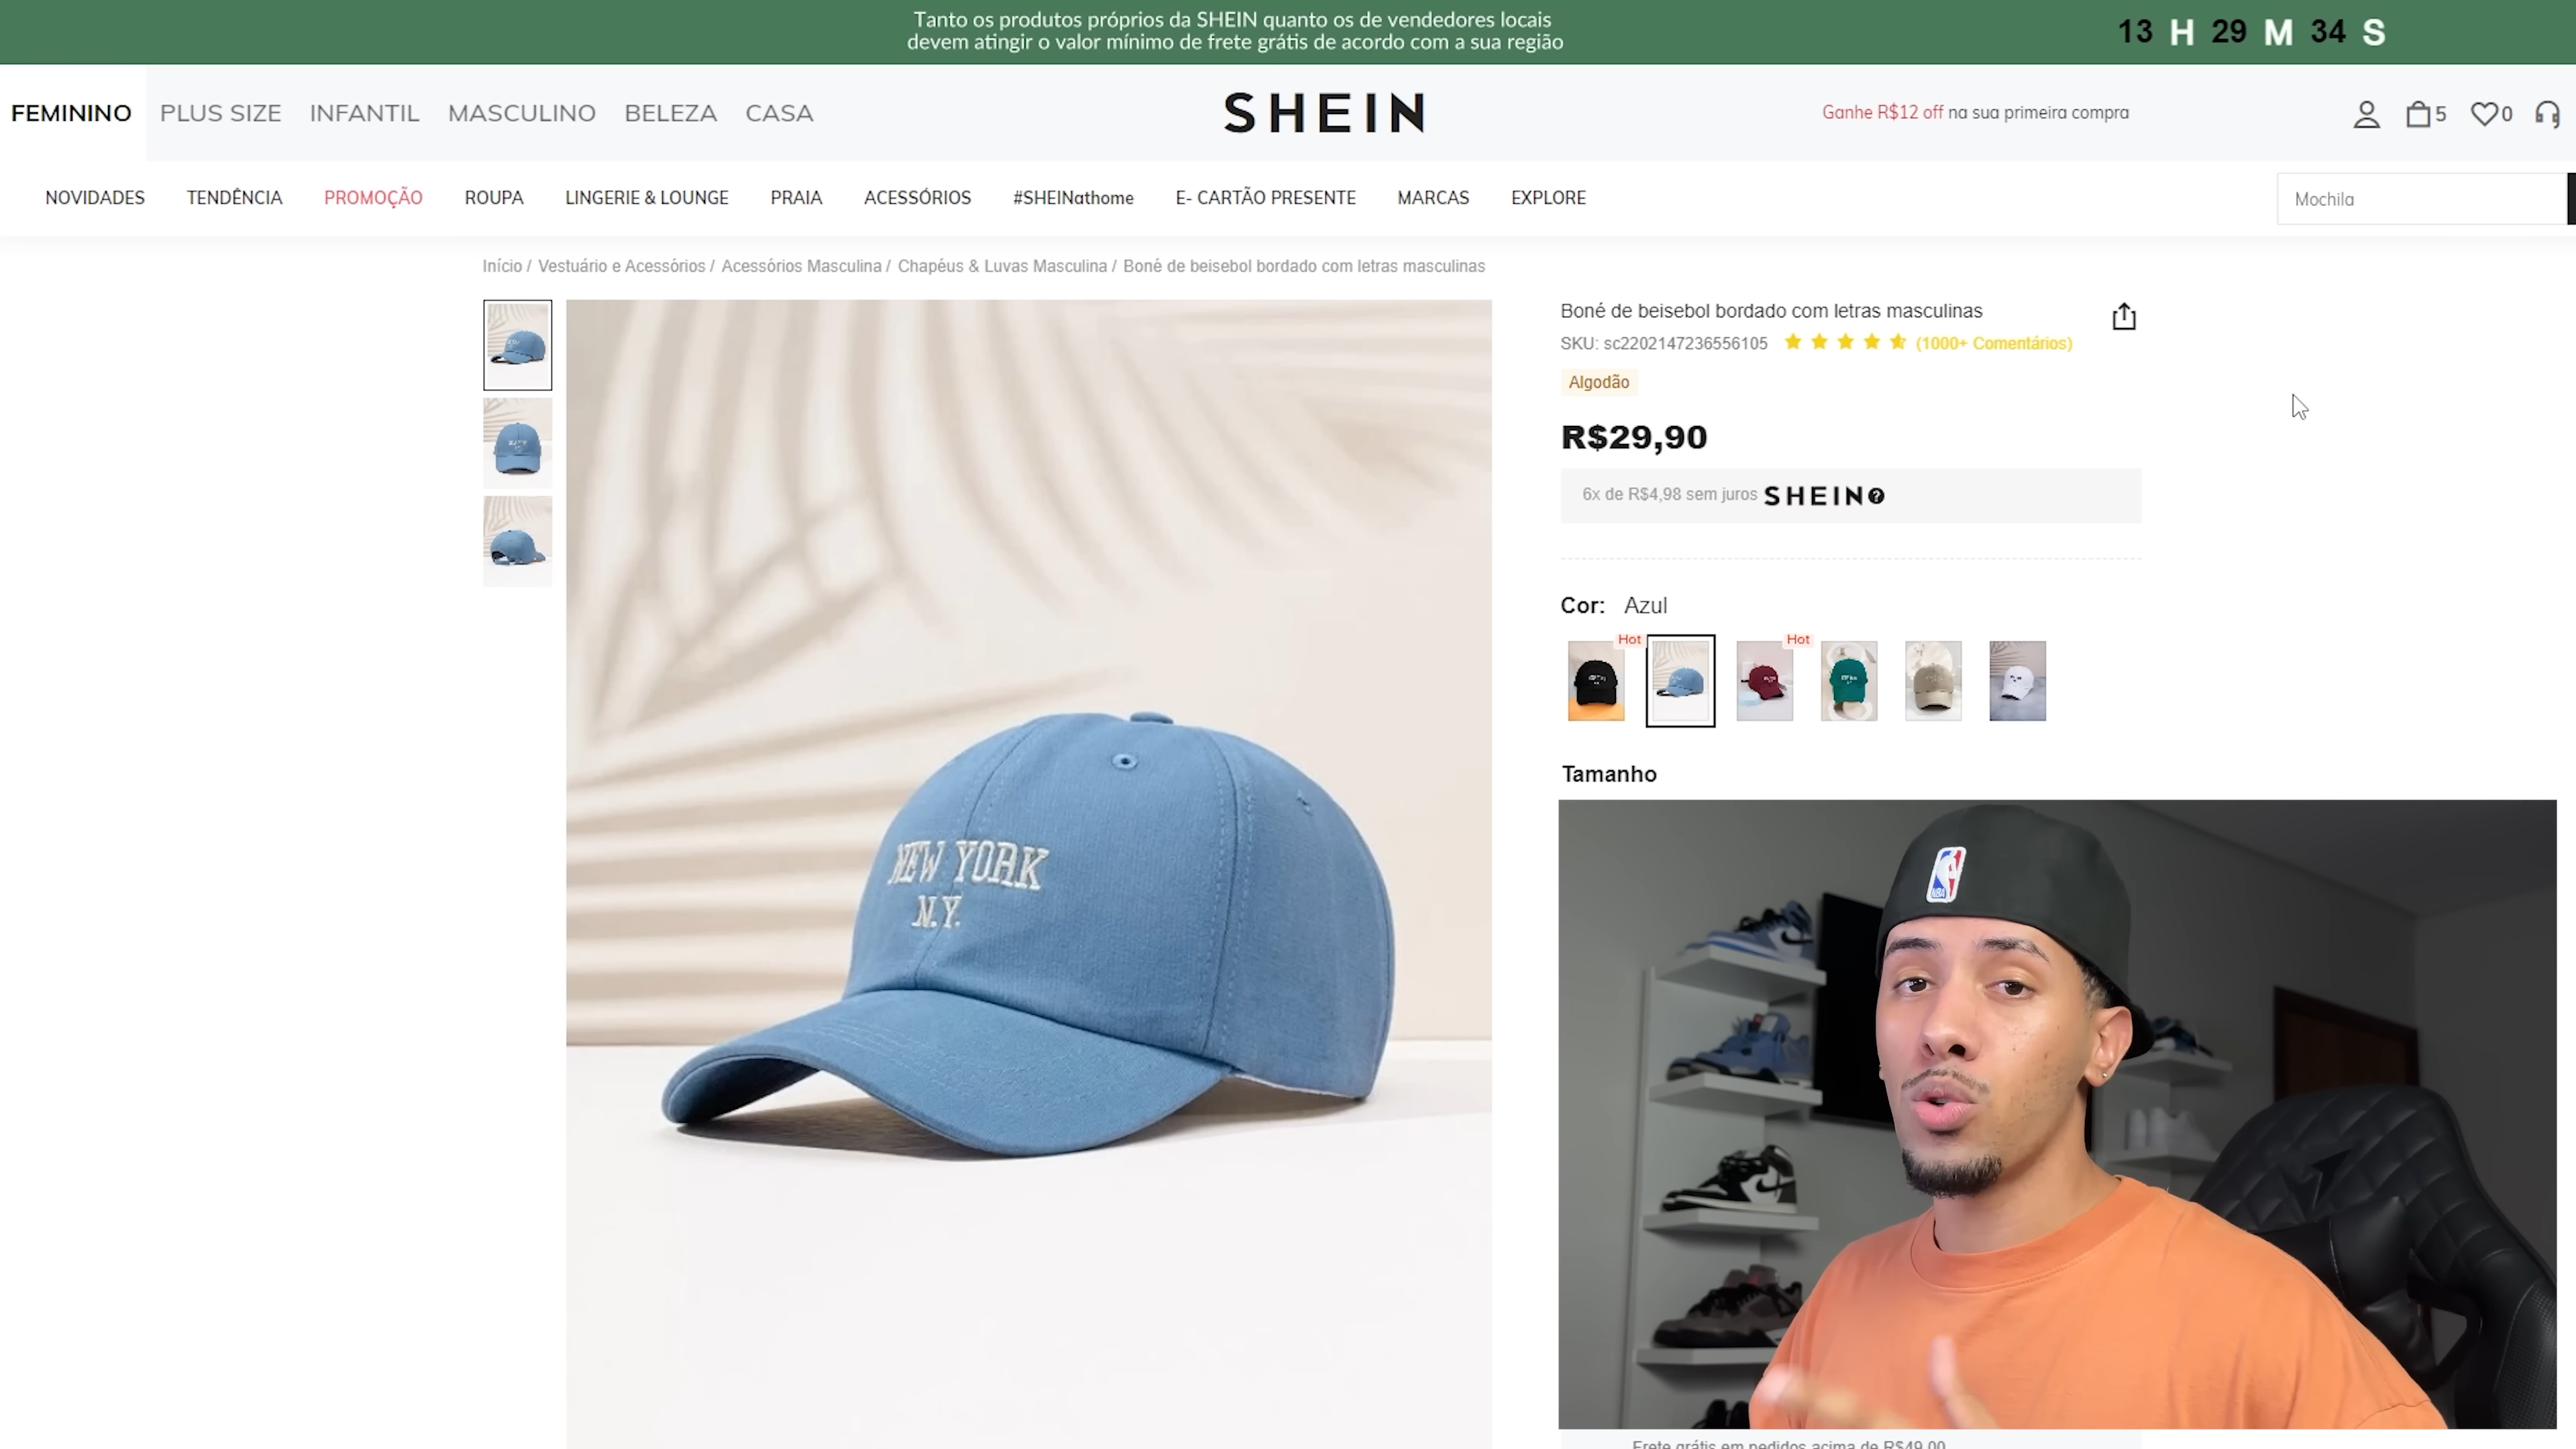 Tanto os produtos próprios da SHEIN quanto os de vendedores locais
devem atingir o valor mínimo de frete grátis de acordo com a sua região
13 H 29 M 34 S
FEMININO PLUS SIZE INFANTIL MASCULINO BELEZA CASA
SHEIN
Ganhe R$12 off na sua primeira compra
5
0
NOVIDADES TENDÊNCIA PROMOÇÃO ROUPA LINGERIE & LOUNGE PRAIA ACESSÓRIOS #SHEINathome E- CARTÃO PRESENTE MARCAS EXPLORE
Mochila
Início / Vestuário e Acessórios / Acessórios Masculina / Chapéus & Luvas Masculina / Boné de beisebol bordado com letras masculinas
NEW YORK
N.Y.
Boné de beisebol bordado com letras masculinas
SKU: sc2202147236556105 (1000+ Comentários)
Algodão
R$29,90
6x de R$4,98 sem juros SHEIN ?
Cor: Azul
Hot
Hot
Tamanho
NBA
Frete grátis em pedidos acima de R$49,00